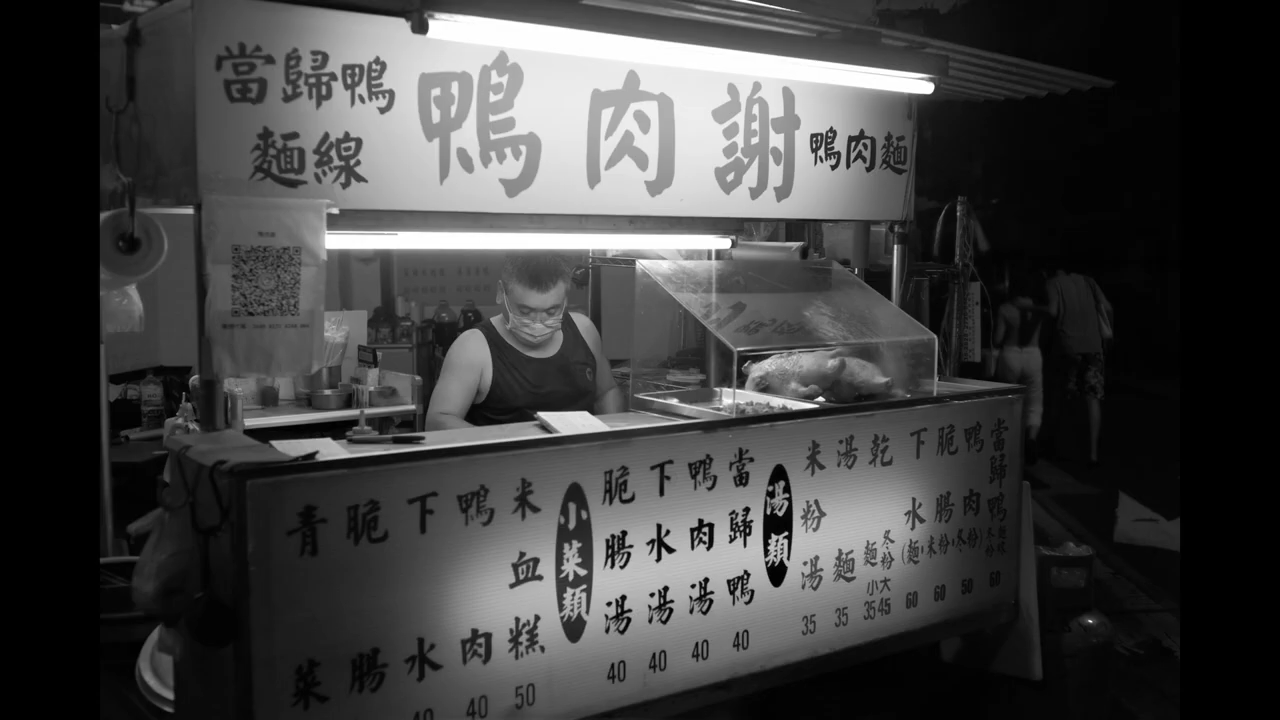 當歸鴨
麵線
鴨肉謝
鴨肉麵
當歸鴨 麵線 冬粉 60
鴨肉 50
脆腸 60
下水 60
(麵·米粉·冬粉)
乾麵 冬粉 小35 大45
湯麵 35
米粉湯 35
湯類
當歸鴨 40
鴨肉湯 40
下水湯 40
脆腸湯 40
小菜類
米血糕 50
鴨肉 40
下水 40
脆腸
青菜